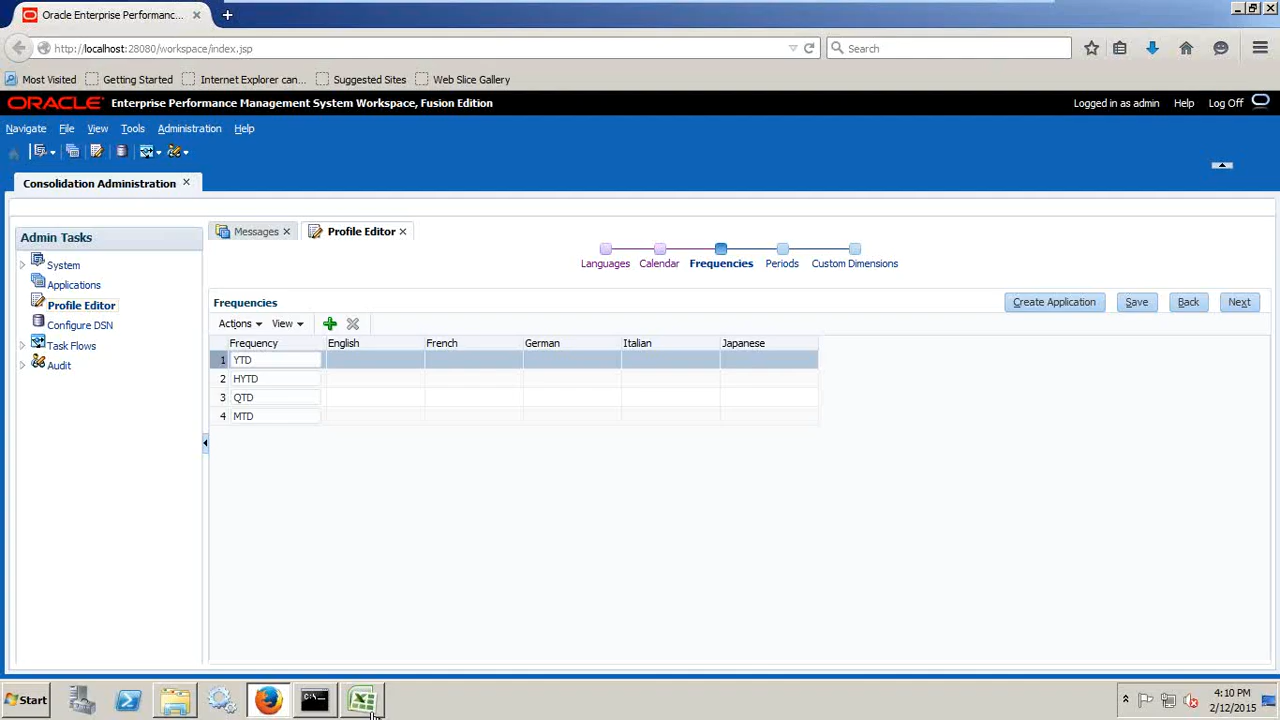 Oracle Enterprise Performance...
http://localhost:28080/workspace/index.jsp
Search
Most Visited
Getting Started
Internet Explorer can...
Suggested Sites
Web Slice Gallery
ORACLE Enterprise Performance Management System Workspace, Fusion Edition
Logged in as admin Help Log Off
Navigate File View Tools Administration Help
Consolidation Administration
Admin Tasks
System
Applications
Profile Editor
Configure DSN
Task Flows
Audit
Messages
Profile Editor
Languages Calendar Frequencies Periods Custom Dimensions
Frequencies
Create Application Save Back Next
Actions View
Frequency English French German Italian Japanese
1 YTD
2 HYTD
3 QTD
4 MTD
Start
C:\
4:10 PM
2/12/2015